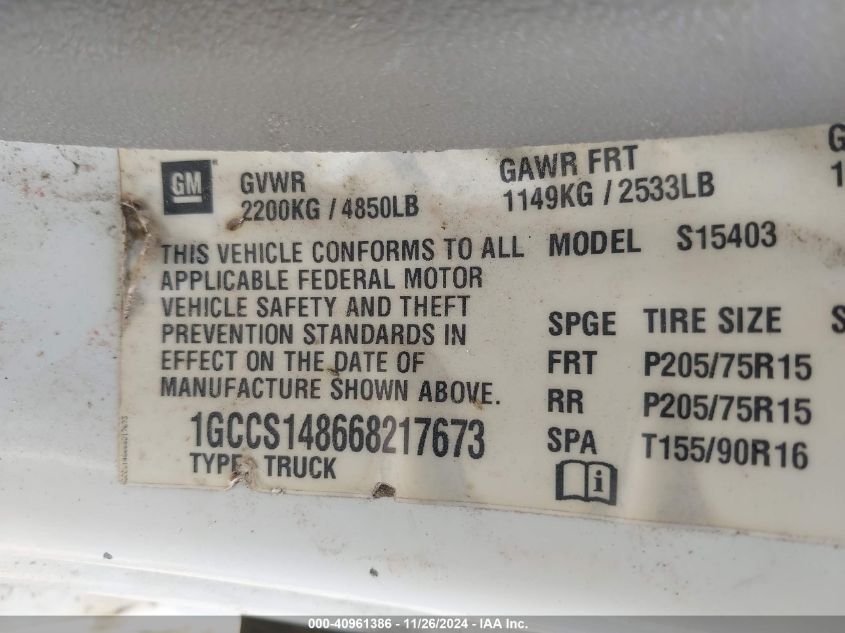 GM GVWR GAWR FRT G
2200KG / 4850LB 1149KG / 2533LB 1
THIS VEHICLE CONFORMS TO ALL MODEL S15403
APPLICABLE FEDERAL MOTOR
VEHICLE SAFETY AND THEFT SPGE TIRE SIZE S
PREVENTION STANDARDS IN
EFFECT ON THE DATE OF FRT P205/75R15
MANUFACTURE SHOWN ABOVE. RR P205/75R15
1GCCS148668217673 SPA T155/90R16
TYPE TRUCK
i
1GCCS148668217673
000-40961386 - 11/26/2024 - IAA Inc.